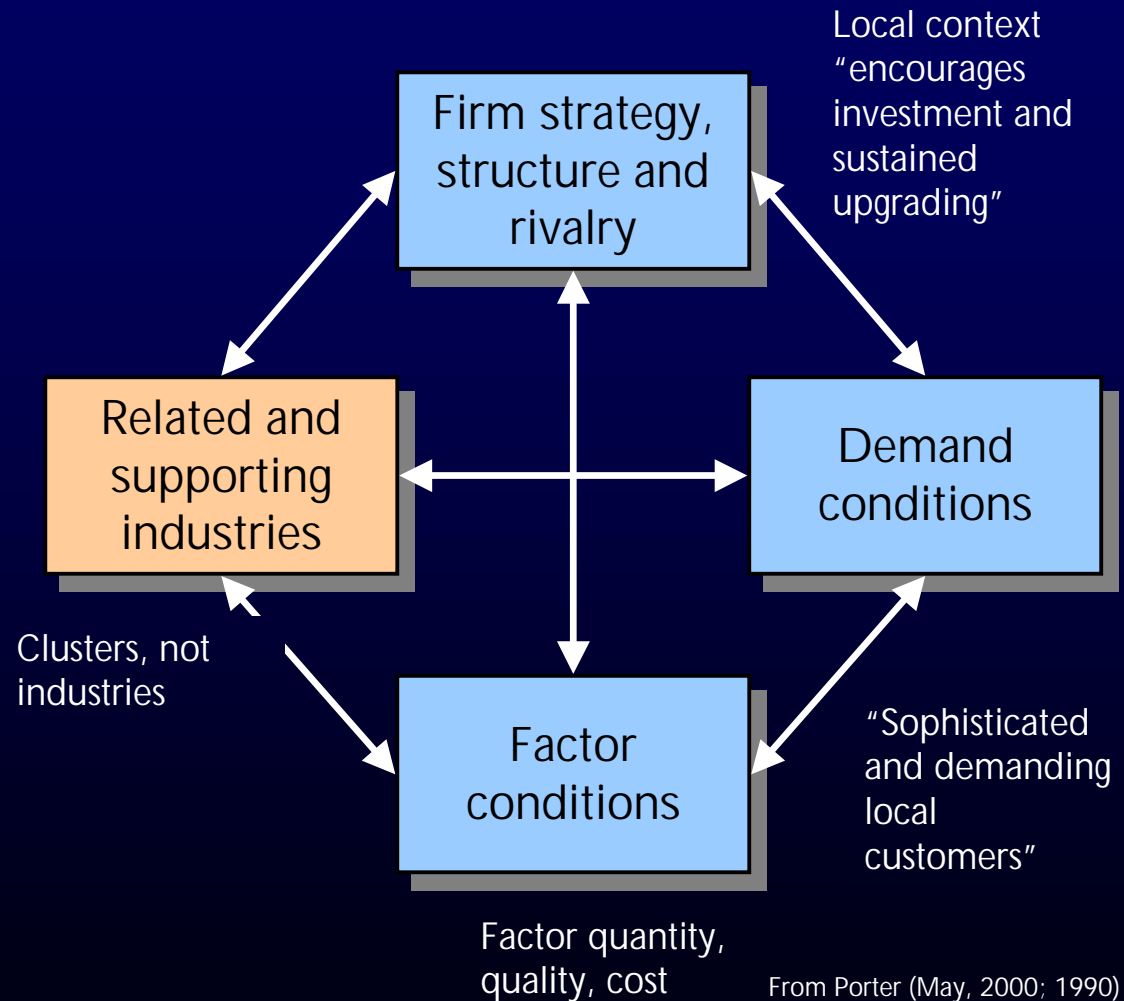 Local context
“encourages
investment and
sustained
upgrading”
Firm strategy,
structure and
rivalry
Related and
supporting
industries
Demand
conditions
Clusters, not
industries
Factor
conditions
“Sophisticated
and demanding
local
customers”
Factor quantity,
quality, cost
From Porter (May, 2000; 1990)